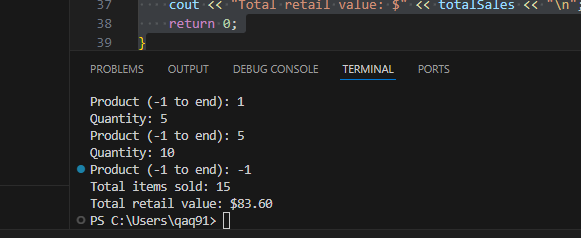 37 cout << "Total retail value: $" << totalSales << "\n";
38 return 0;
39 }
PROBLEMS OUTPUT DEBUG CONSOLE TERMINAL PORTS
Product (-1 to end): 1
Quantity: 5
Product (-1 to end): 5
Quantity: 10
Product (-1 to end): -1
Total items sold: 15
Total retail value: $83.60
PS C:\Users\qaq91>